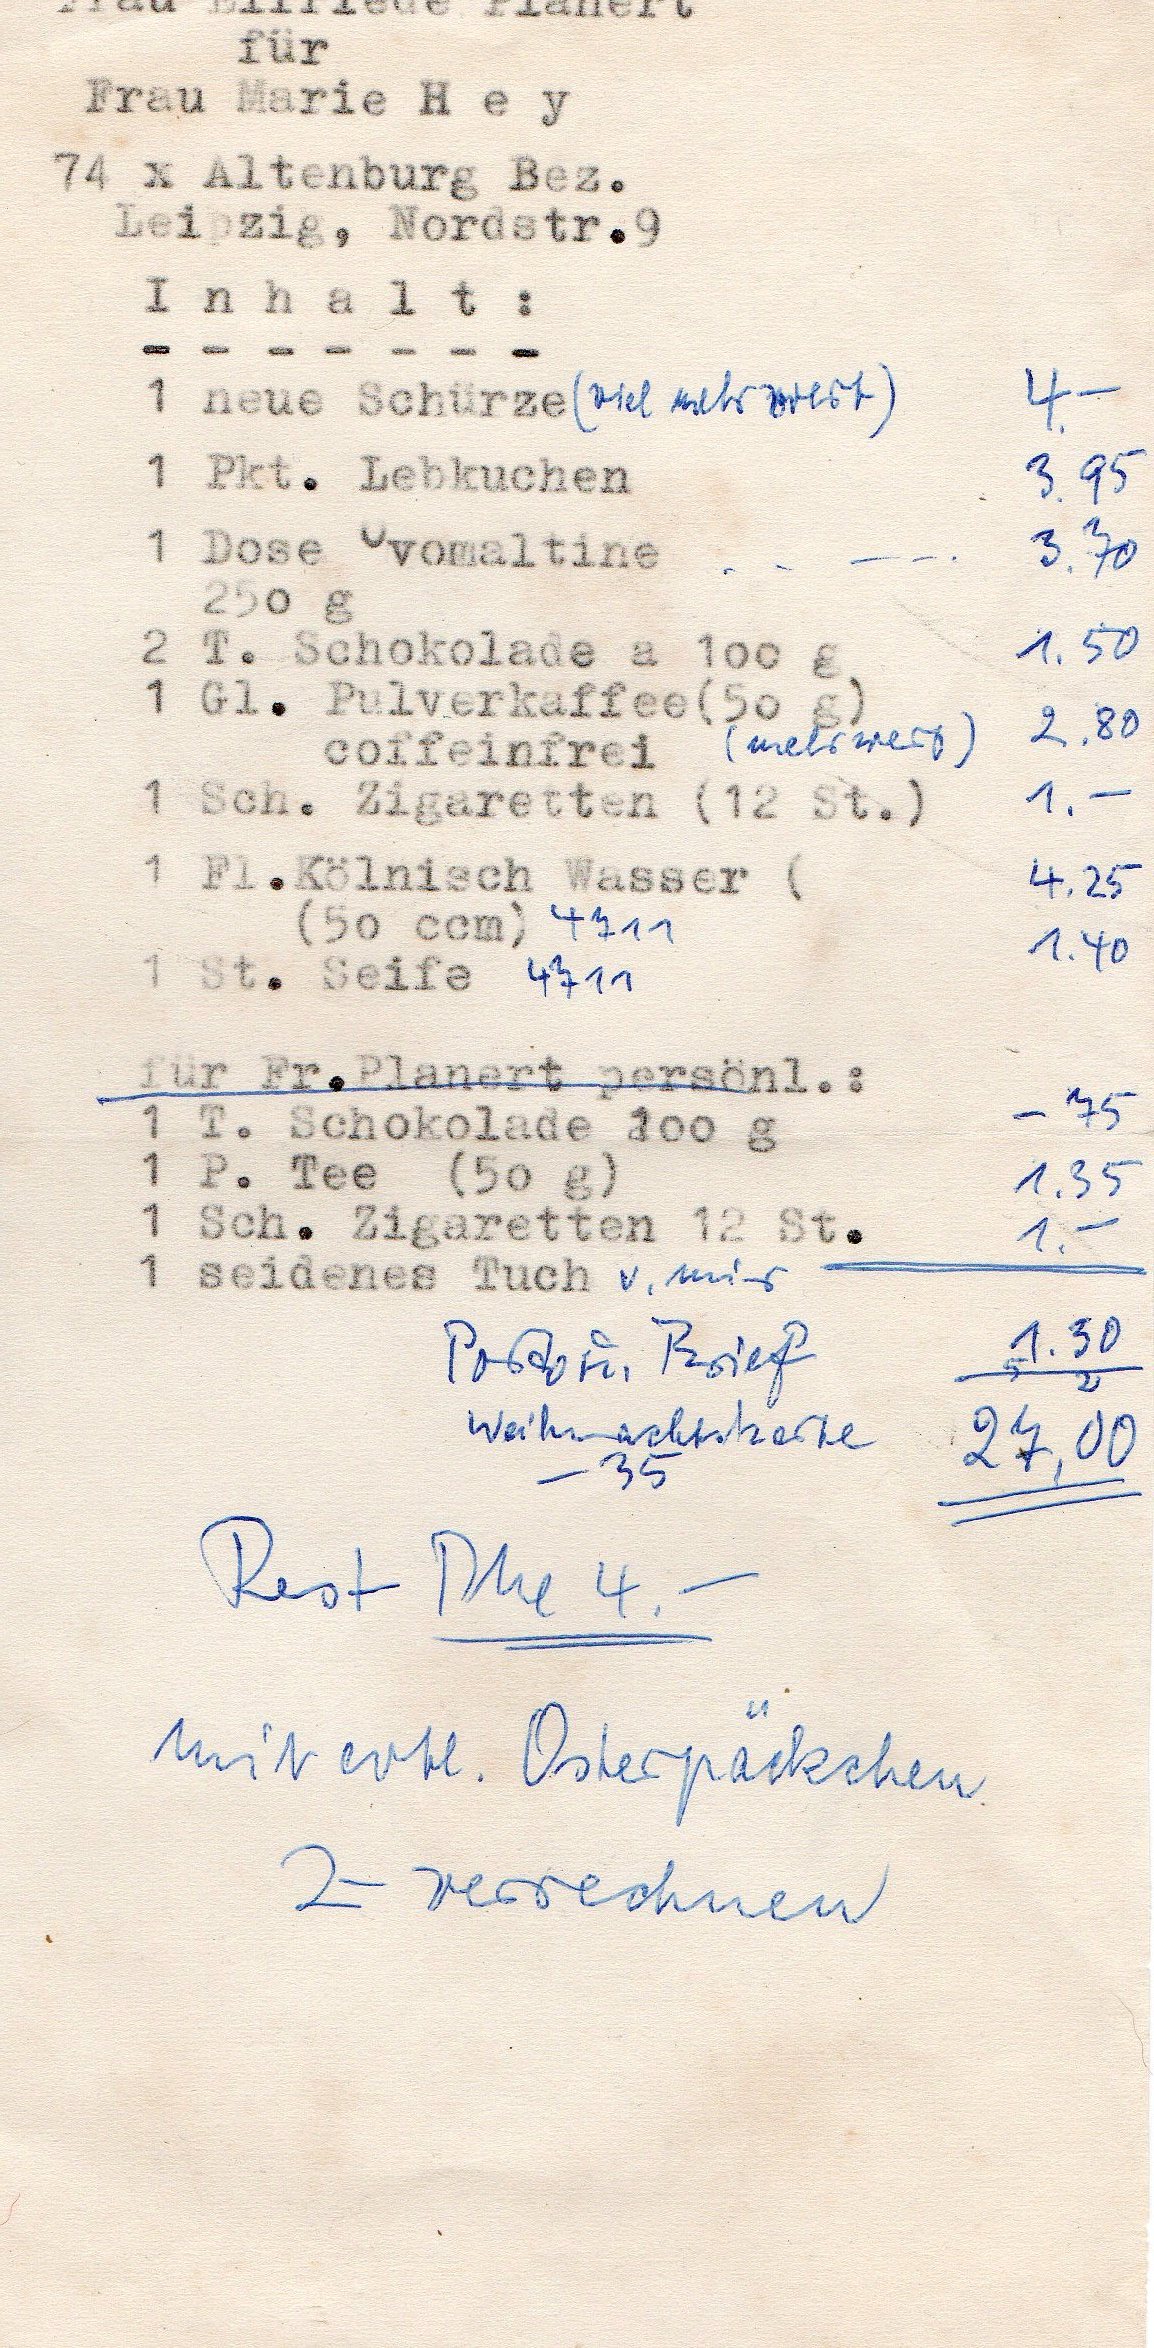 Frau Elfriede Planert
für
Frau Marie H e y
74 x Altenburg Bez.
Leipzig, Nordstr.9
I n h a l t :
- - - - - - -
1 neue Schürze (viel mehr wert) 4.–
1 Pkt. Lebkuchen 3.95
1 Dose Ovomaltine . . – – - . 3.70
250 g
2 T. Schokolade a 100 g 1.50
1 Gl. Pulverkaffee(50 g)
coffeinfrei (mehr wert) 2.80
1 Sch. Zigaretten (12 St.) 1.–
1 Fl.Kölnisch Wasser ( 4.25
(50 ccm) 4711
1 St. Seife 4711 1.40
für Fr.Planert persönl.:
1 T. Schokolade 100 g –75
1 P. Tee (50 g) 1.35
1 Sch. Zigaretten 12 St. 1.–
1 seidenes Tuch v. mir
Porto u. Brief 1.30
5 2
Weihnachtskarte 27,00
–35
Rest 4.–
mit evtl. Osterpäckchen
verrechnen